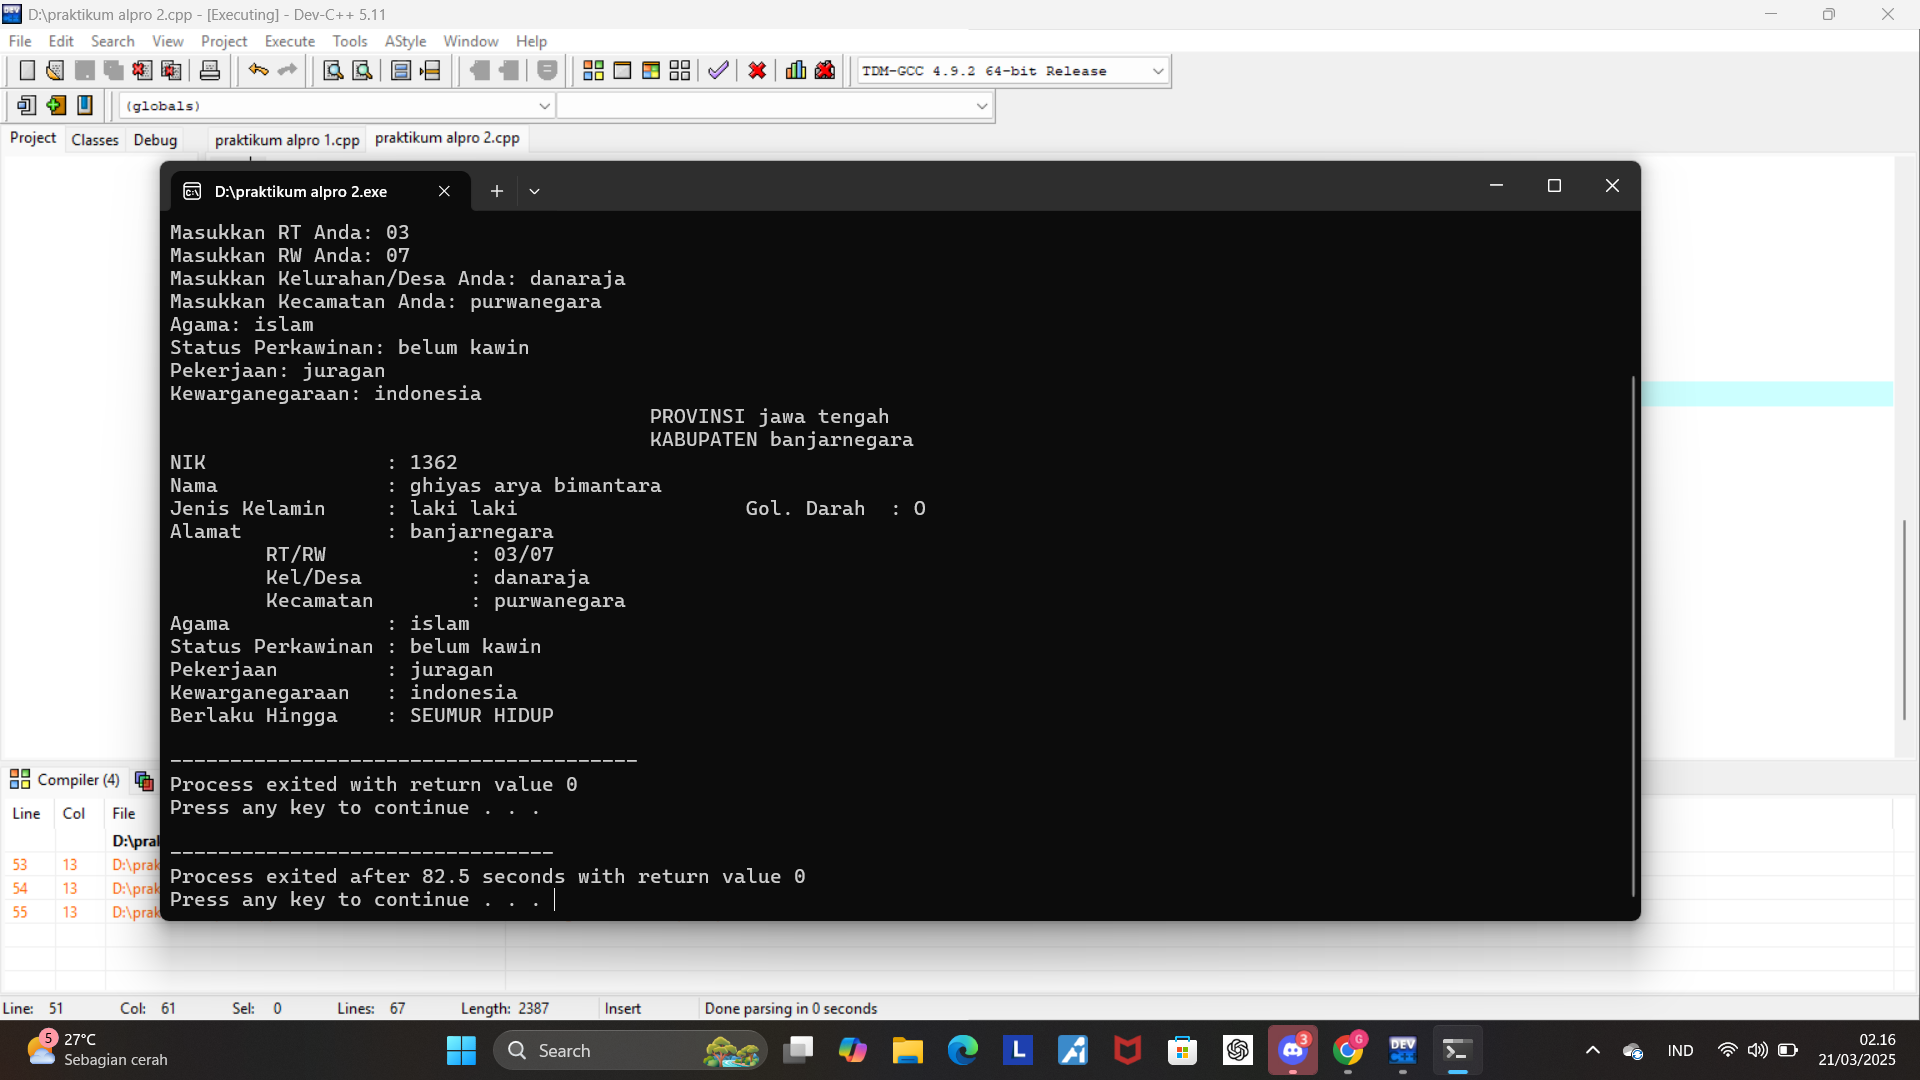 D:\praktikum alpro 2.cpp - [Executing] - Dev-C++ 5.11
File Edit Search View Project Execute Tools AStyle Window Help
TDM-GCC 4.9.2 64-bit Release
(globals)
Project Classes Debug praktikum alpro 1.cpp praktikum alpro 2.cpp
D:\praktikum alpro 2.exe
Masukkan RT Anda: 03
Masukkan RW Anda: 07
Masukkan Kelurahan/Desa Anda: danaraja
Masukkan Kecamatan Anda: purwanegara
Agama: islam
Status Perkawinan: belum kawin
Pekerjaan: juragan
Kewarganegaraan: indonesia
PROVINSI jawa tengah
KABUPATEN banjarnegara
NIK : 1362
Nama : ghiyas arya bimantara
Jenis Kelamin : laki laki Gol. Darah : O
Alamat : banjarnegara
RT/RW : 03/07
Kel/Desa : danaraja
Kecamatan : purwanegara
Agama : islam
Status Perkawinan : belum kawin
Pekerjaan : juragan
Kewarganegaraan : indonesia
Berlaku Hingga : SEUMUR HIDUP
---------------------------------------
Process exited with return value 0
Press any key to continue . . .
--------------------------------
Process exited after 82.5 seconds with return value 0
Press any key to continue . . .
Compiler (4)
Line Col File
D:\pral
53 13 D:\prak
54 13 D:\prak
55 13 D:\prak
Line: 51 Col: 61 Sel: 0 Lines: 67 Length: 2387 Insert Done parsing in 0 seconds
5 27°C
Sebagian cerah
Search
L
3
G
DEV
C++
IND
02.16
21/03/2025